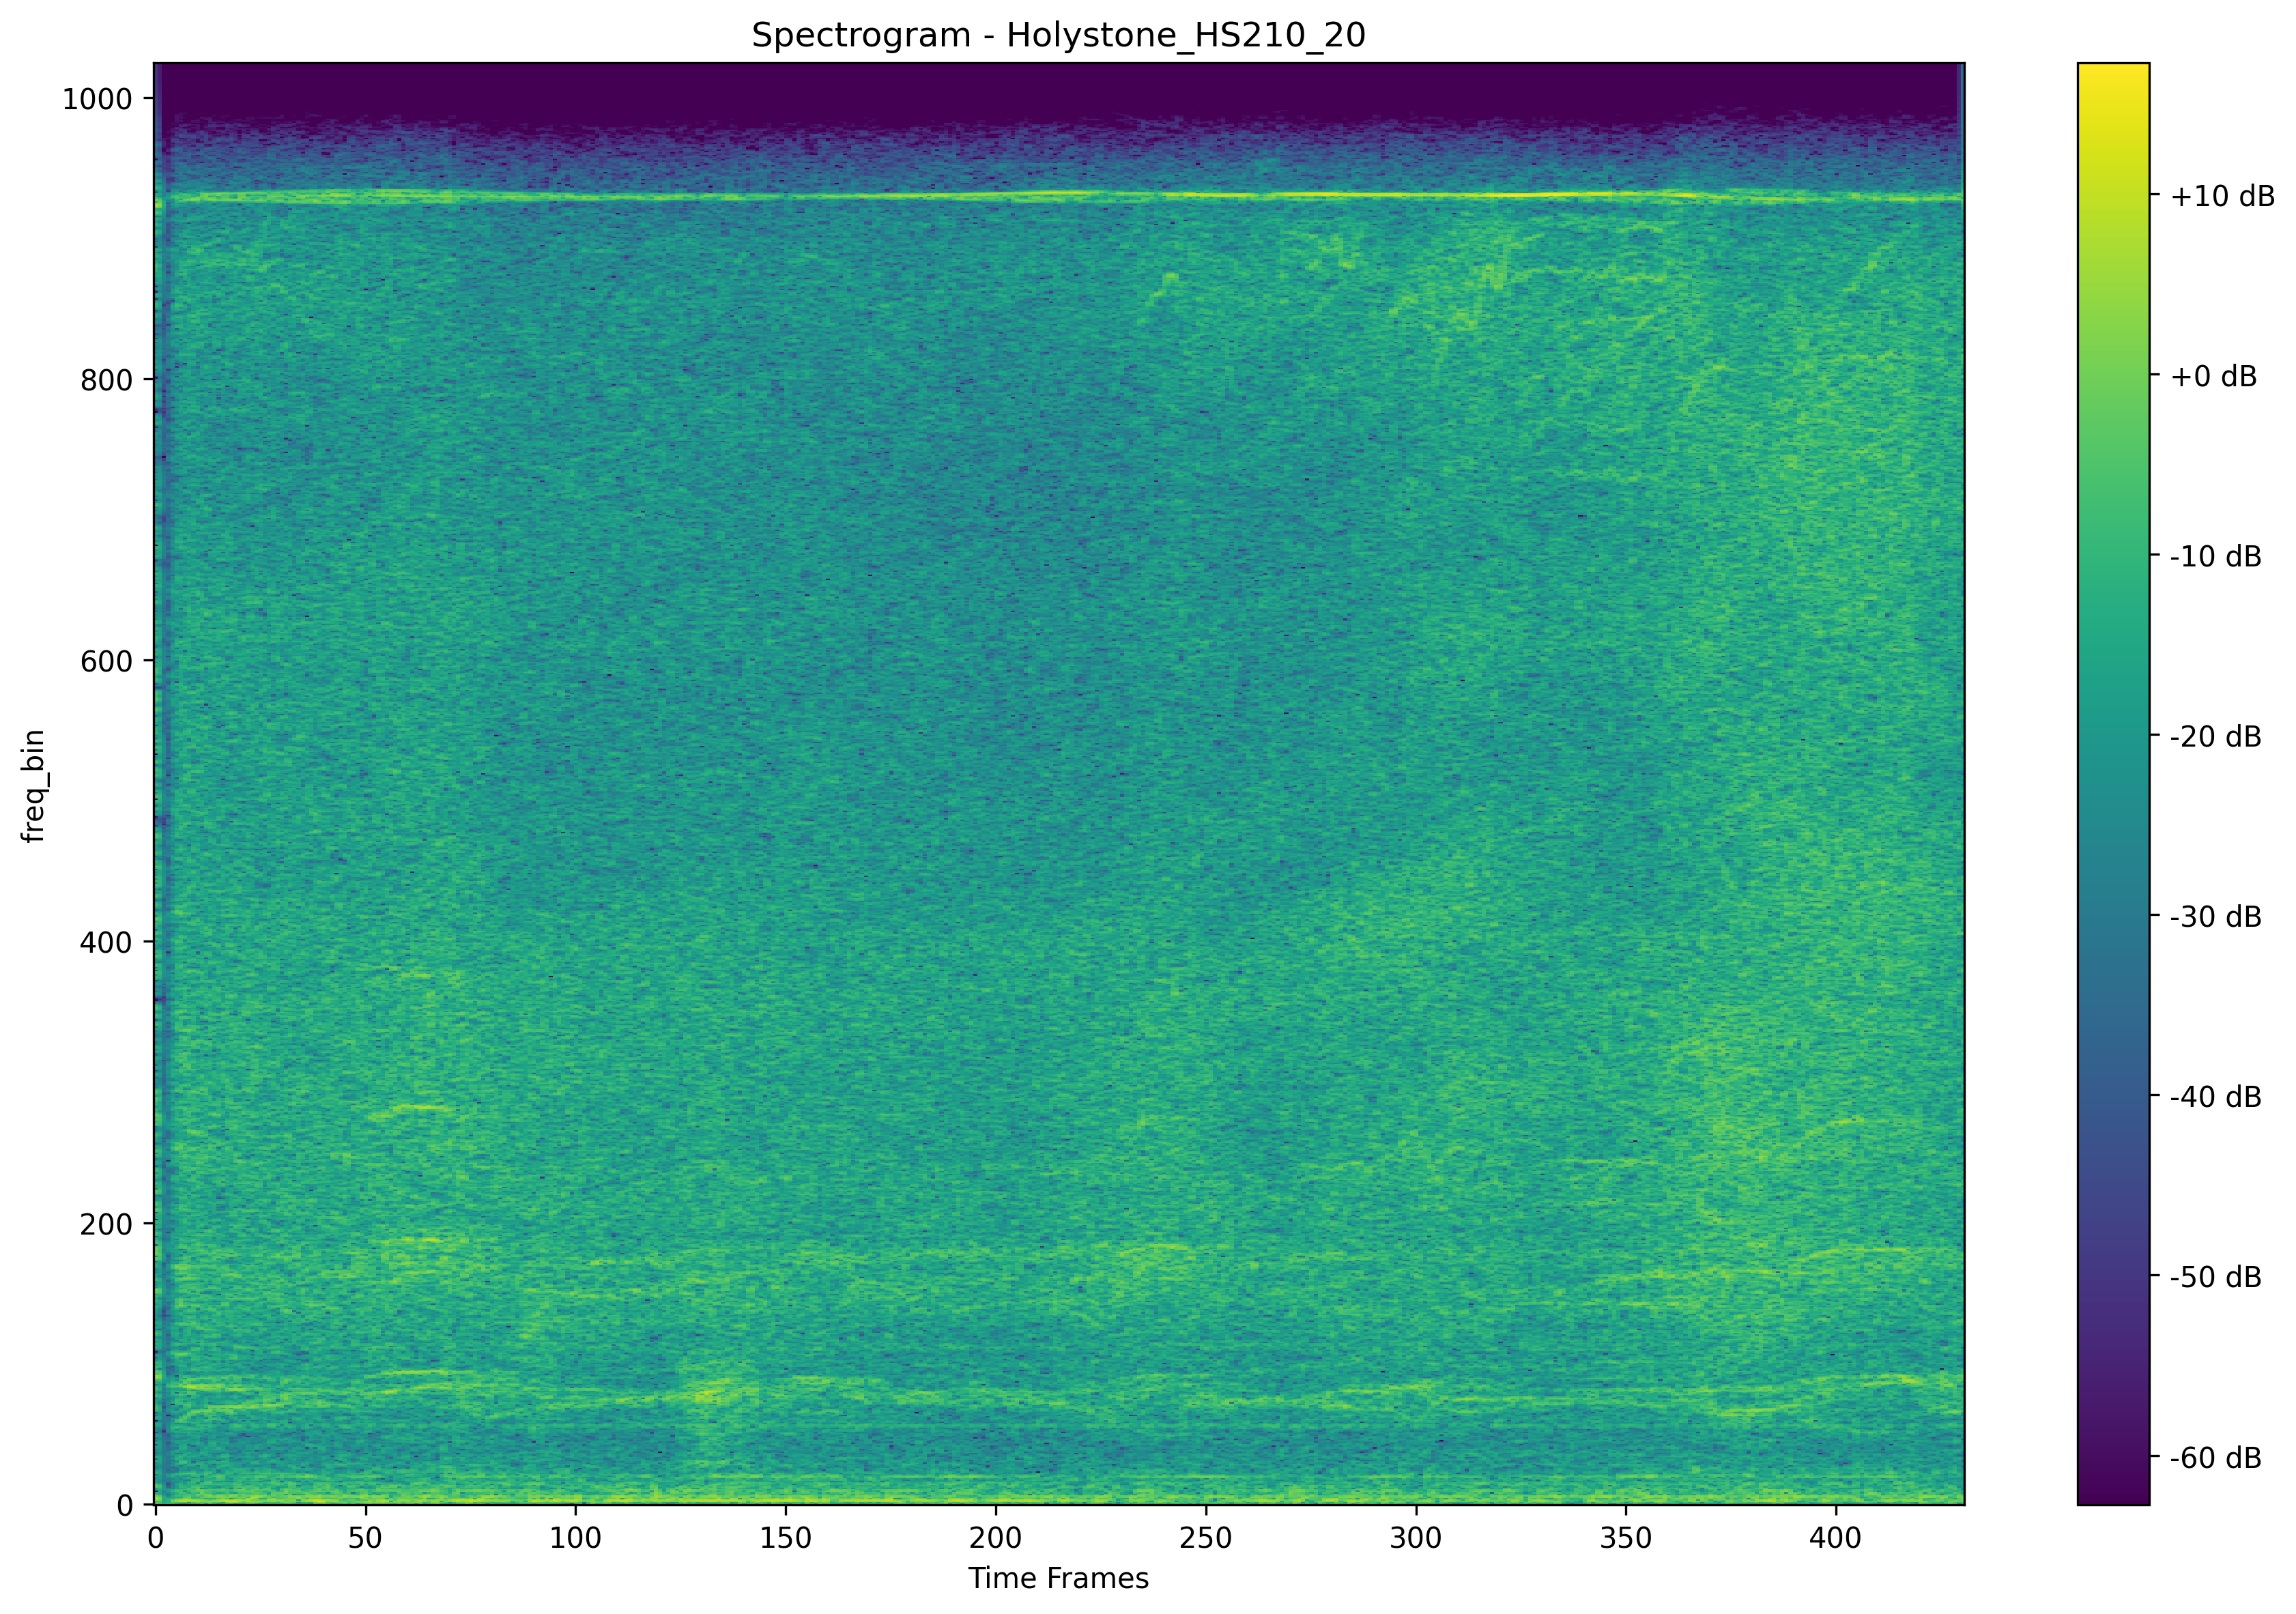 Spectrogram - Holystone_HS210_20
freq_bin
1000
800
600
400
200
0
0 50 100 150 200 250 300 350 400
Time Frames
+10 dB
+0 dB
-10 dB
-20 dB
-30 dB
-40 dB
-50 dB
-60 dB